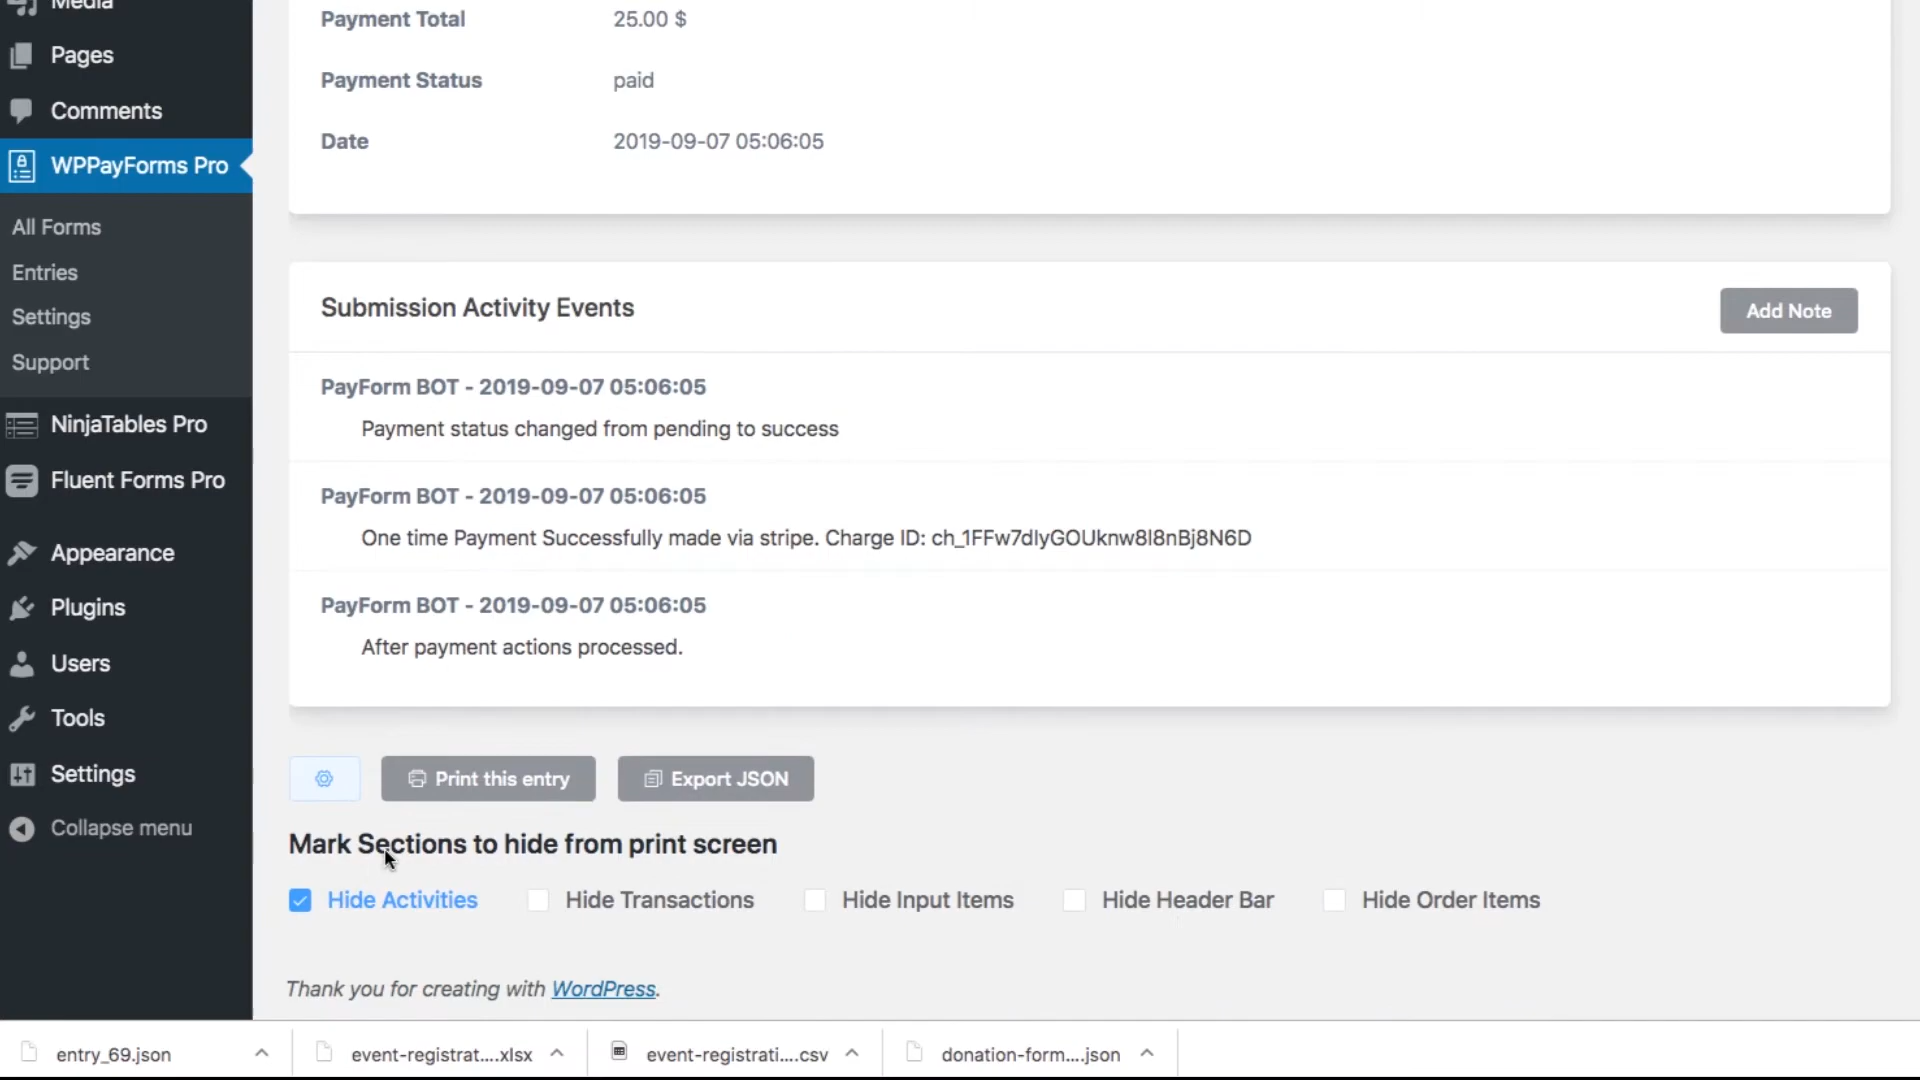 Media
Pages
Comments
WPPayForms Pro
All Forms
Entries
Settings
Support
NinjaTables Pro
Fluent Forms Pro
Appearance
Plugins
Users
Tools
Settings
Collapse menu
Payment Total 25.00 $
Payment Status paid
Date 2019-09-07 05:06:05
Submission Activity Events
Add Note
PayForm BOT - 2019-09-07 05:06:05
Payment status changed from pending to success
PayForm BOT - 2019-09-07 05:06:05
One time Payment Successfully made via stripe. Charge ID: ch_1FFw7dlyGOUknw8l8nBj8N6D
PayForm BOT - 2019-09-07 05:06:05
After payment actions processed.
Print this entry
Export JSON
Mark Sections to hide from print screen
Hide Activities Hide Transactions Hide Input Items Hide Header Bar Hide Order Items
Thank you for creating with WordPress.
entry_69.json event-registrat....xlsx event-registrati....csv donation-form....json